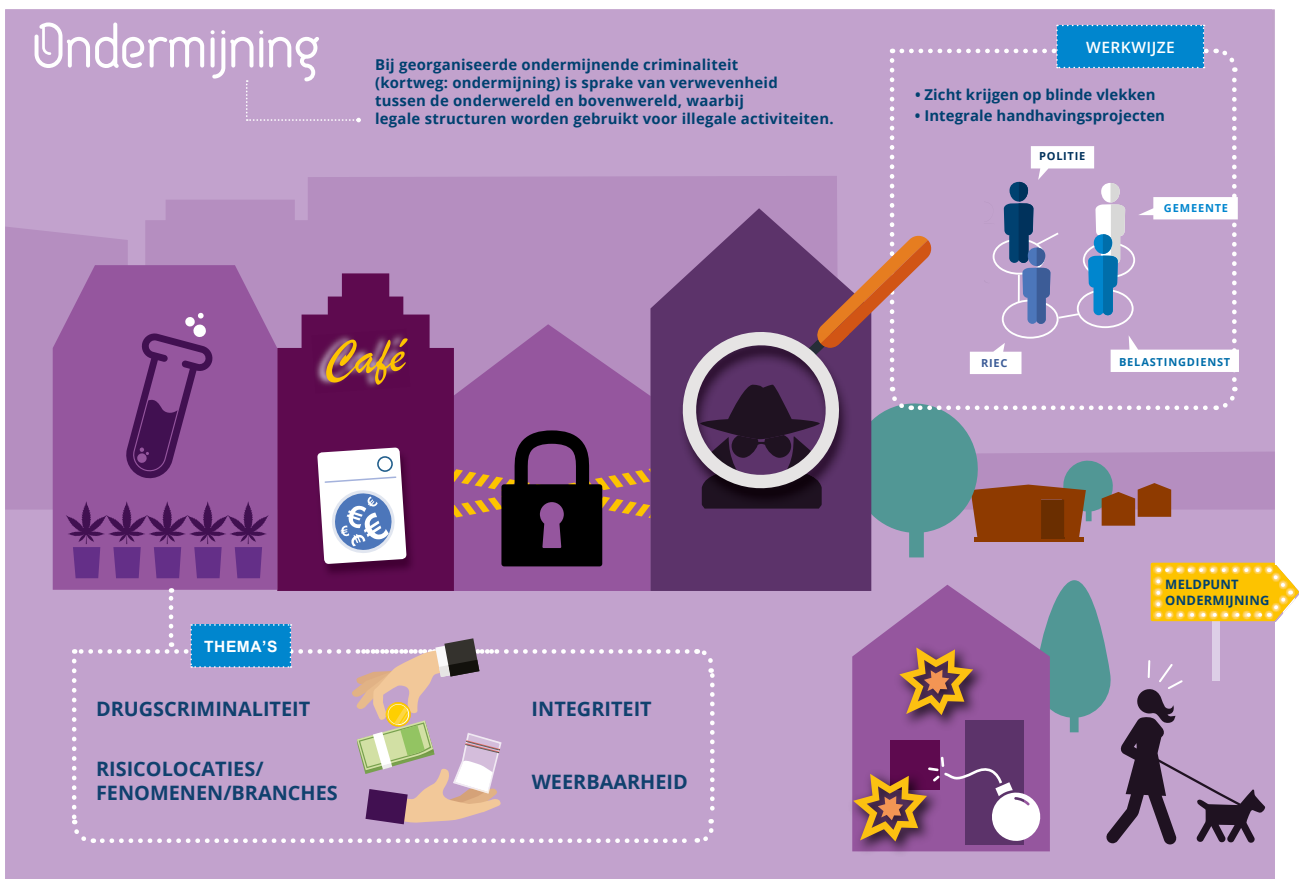 Ondermijning
Bij georganiseerde ondermijnende criminaliteit
(kortweg: ondermijning) is sprake van verwevenheid
tussen de onderwereld en bovenwereld, waarbij
legale structuren worden gebruikt voor illegale activiteiten.
WERKWIJZE
• Zicht krijgen op blinde vlekken
• Integrale handhavingsprojecten
POLITIE
GEMEENTE
RIEC
BELASTINGDIENST
Café
€ € € € €
MELDPUNT
ONDERMIJNING
THEMA'S
DRUGSCRIMINALITEIT
RISICOLOCATIES/
FENOMENEN/BRANCHES
INTEGRITEIT
WEERBAARHEID